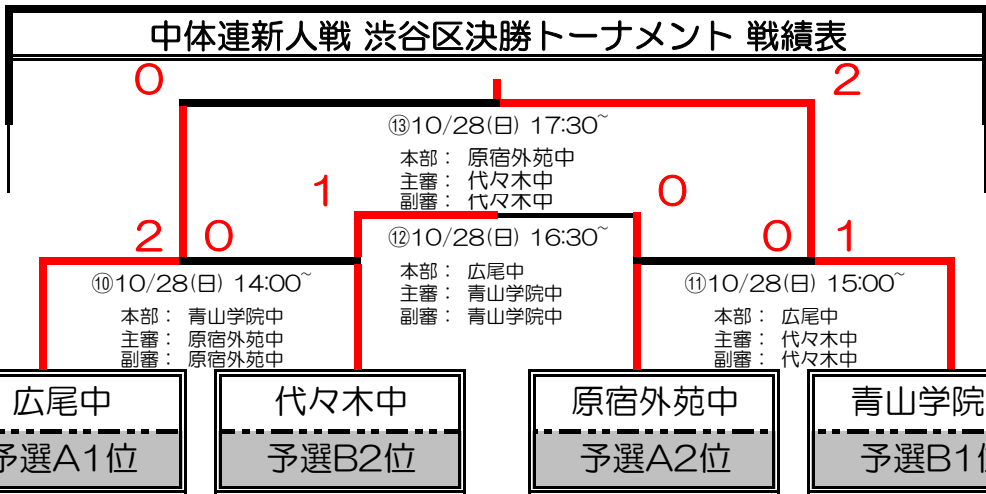 中体連新人戦 渋谷区決勝トーナメント 戦績表
0
2
⑬10/28(日) 17:30~
本部： 原宿外苑中
主審： 代々木中
副審： 代々木中
1
0
⑫10/28(日) 16:30~
本部： 広尾中
主審： 青山学院中
副審： 青山学院中
2 0
⑩10/28(日) 14:00~
本部： 青山学院中
主審： 原宿外苑中
副審： 原宿外苑中
0 1
⑪10/28(日) 15:00~
本部： 広尾中
主審： 代々木中
副審： 代々木中
広尾中
予選A1位
代々木中
予選B2位
原宿外苑中
予選A2位
青山学院
予選B1位